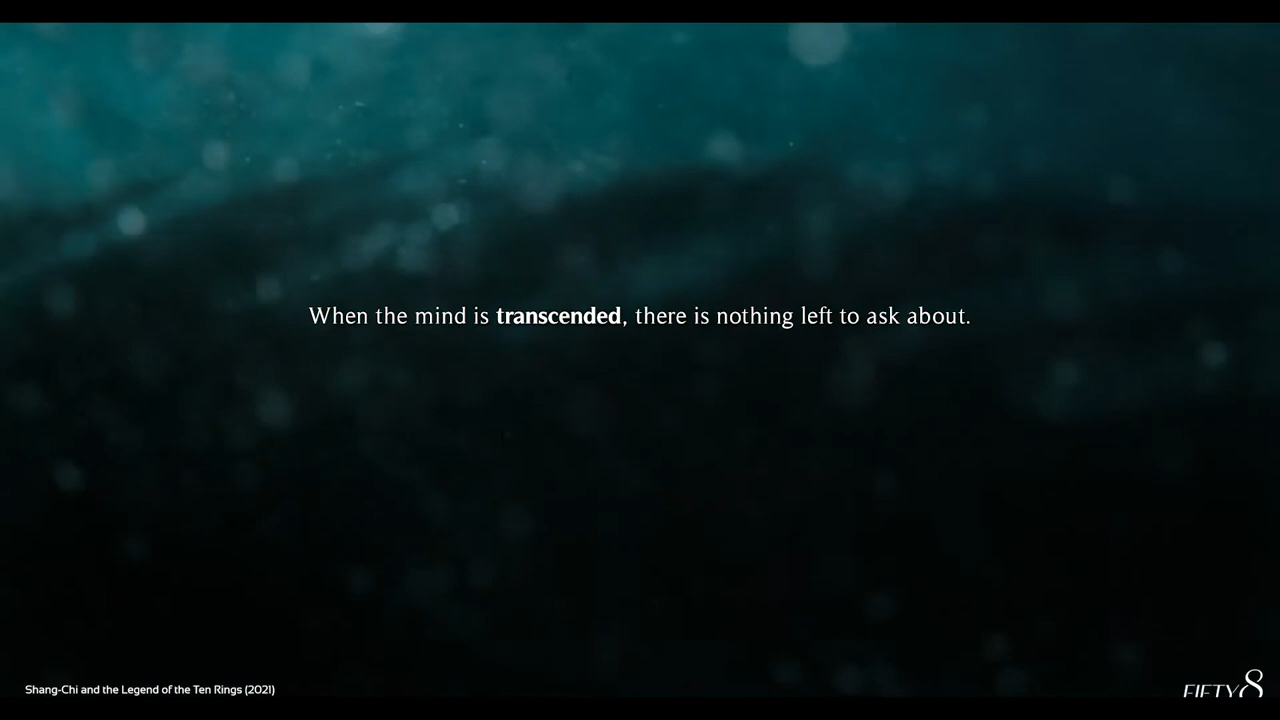 When the mind is transcended, there is nothing left to ask about.
Shang-Chi and the Legend of the Ten Rings (2021)
FIFTY8